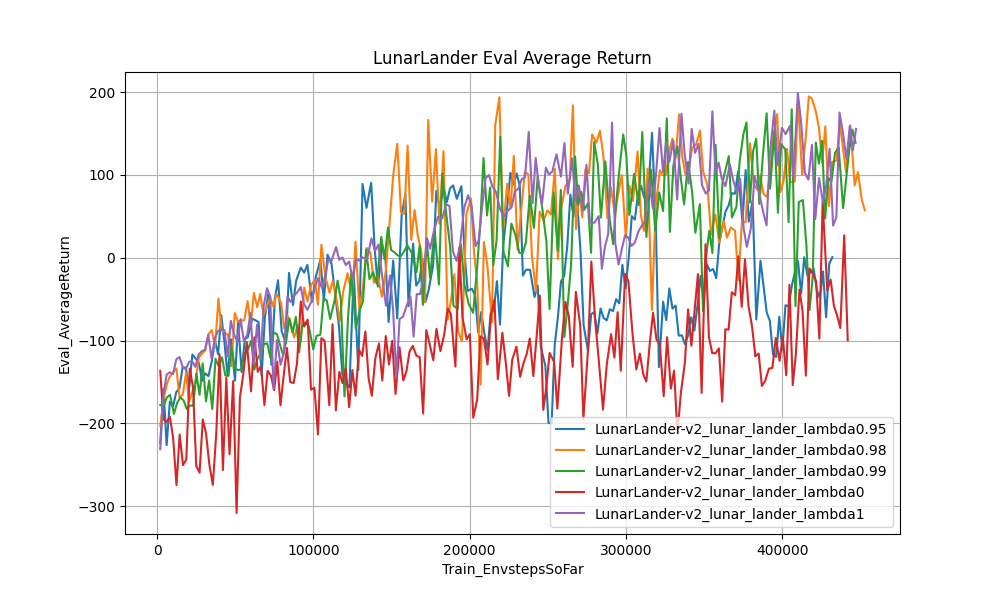 LunarLander Eval Average Return
Eval_AverageReturn
200
100
0
−100
−200
−300
0
100000
200000
300000
400000
Train_EnvstepsSoFar
LunarLander-v2_lunar_lander_lambda0.95
LunarLander-v2_lunar_lander_lambda0.98
LunarLander-v2_lunar_lander_lambda0.99
LunarLander-v2_lunar_lander_lambda0
LunarLander-v2_lunar_lander_lambda1